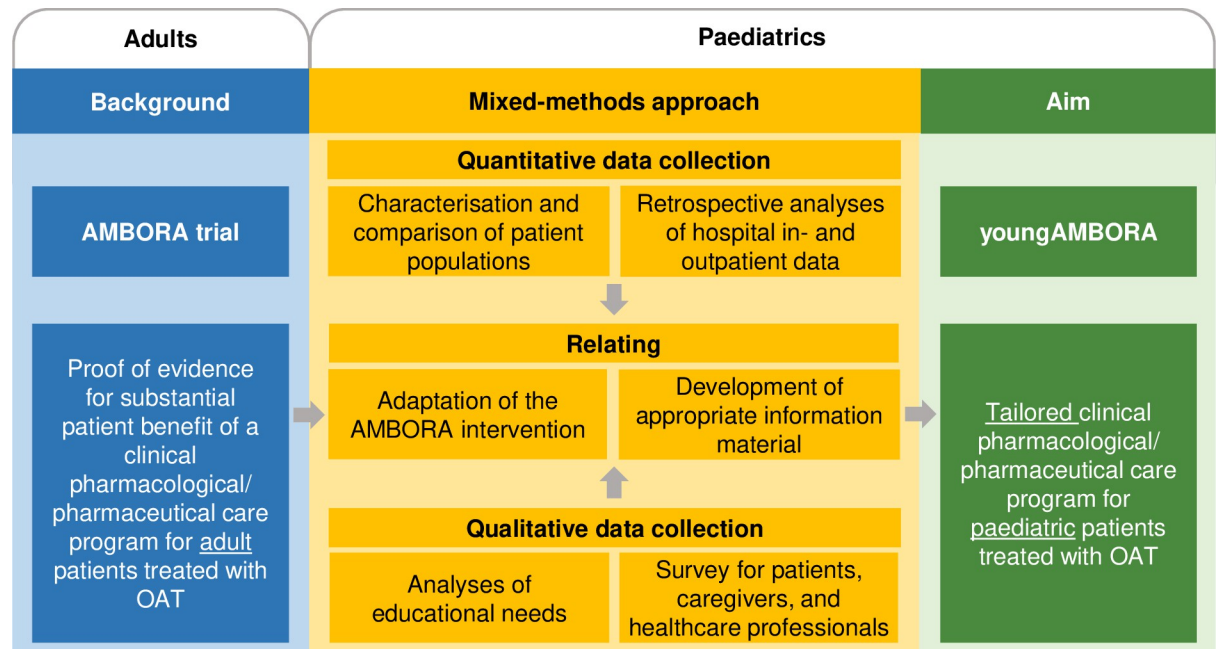 Adults
Paediatrics
Background
Mixed-methods approach
Aim
AMBORA trial
Proof of evidence
for substantial
patient benefit of a
clinical
pharmacological/
pharmaceutical care
program for adult
patients treated with
OAT
Quantitative data collection
Characterisation and
comparison of patient
populations
Retrospective analyses
of hospital in- and
outpatient data
Relating
Adaptation of the
AMBORA intervention
Development of
appropriate information
material
Qualitative data collection
Analyses of
educational needs
Survey for patients,
caregivers, and
healthcare professionals
youngAMBORA
Tailored clinical
pharmacological/
pharmaceutical care
program for
paediatric patients
treated with OAT